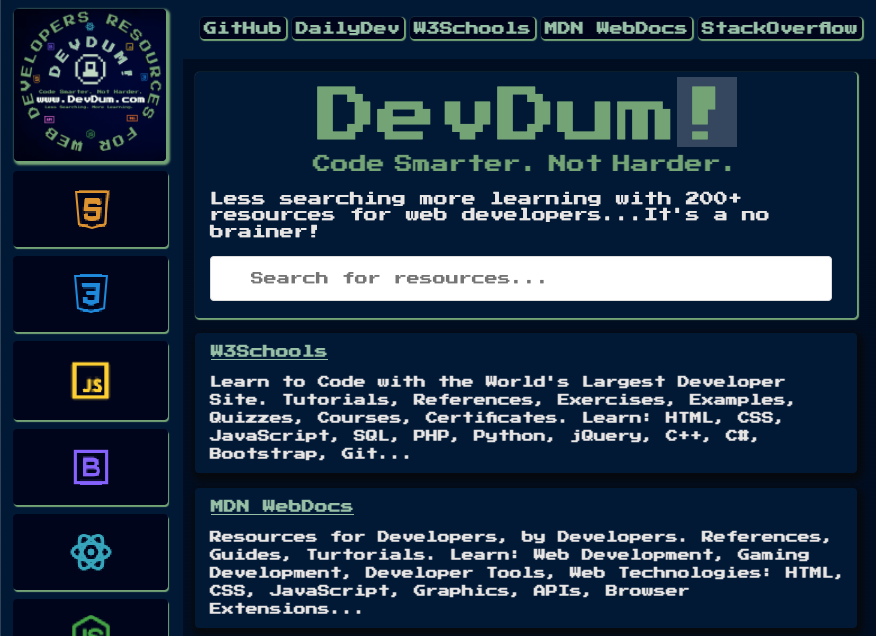 DEVELOPERS RESOURCES FOR WEB
DEVDUM!
Code Smarter. Not Harder.
www.DevDum.com
Less Searching. More Learning.
GitHub DailyDev W3Schools MDN WebDocs StackOverflow
DevDum!
Code Smarter. Not Harder.
Less searching more learning with 200+
resources for web developers...It's a no
brainer!
Search for resources...
5
3
JS
B
JS
W3Schools
Learn to Code with the World's Largest Developer
Site. Tutorials, References, Exercises, Examples,
Quizzes, Courses, Certificates. Learn: HTML, CSS,
JavaScript, SQL, PHP, Python, jQuery, C++, C#,
Bootstrap, Git...
MDN WebDocs
Resources for Developers, by Developers. References,
Guides, Turtorials. Learn: Web Development, Gaming
Development, Developer Tools, Web Technologies: HTML,
CSS, JavaScript, Graphics, APIs, Browser
Extensions...